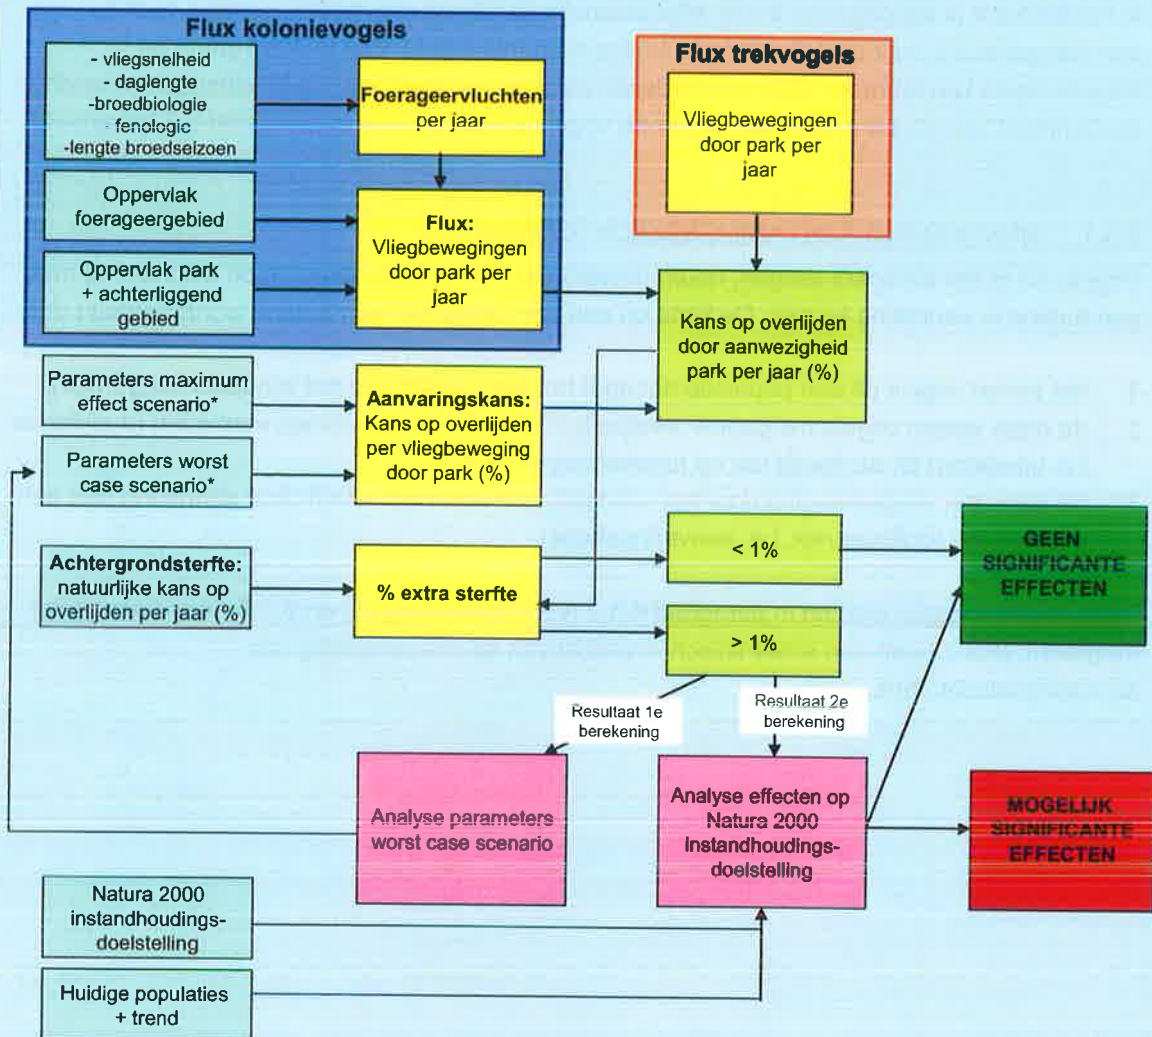 Flux kolonievogels
- vliegsnelheid
- daglengte
-broedbiologie
- fenologic
-lengte broedseizoen
Foerageervluchten
per jaar
Oppervlak
foerageergebied
Oppervlak park
+ achterliggend
gebied
Flux:
Vliegbewegingen
door park per
jaar
Flux trekvogels
Vliegbewegingen
door park per
jaar
Kans op overlijden
door aanwezigheid
park per jaar (%)
Parameters maximum
effect scenario*
Parameters worst
case scenario*
Aanvaringskans:
Kans op overlijden
per vliegbeweging
door park (%)
Achtergrondsterfte:
natuurlijke kans op
overlijden per jaar (%)
% extra sterfte
< 1%
> 1%
GEEN
SIGNIFICANTE
EFFECTEN
Resultaat 1e
berekening
Resultaat 2e
berekening
Analyse parameters
worst case scenario
Analyse effecten op
Natura 2000
Instandhoudings-
doelstelling
MOGELIJK
SIGNIFICANTE
EFFECTEN
Natura 2000
instandhoudings-
doelstelling
Huidige populaties
+ trend